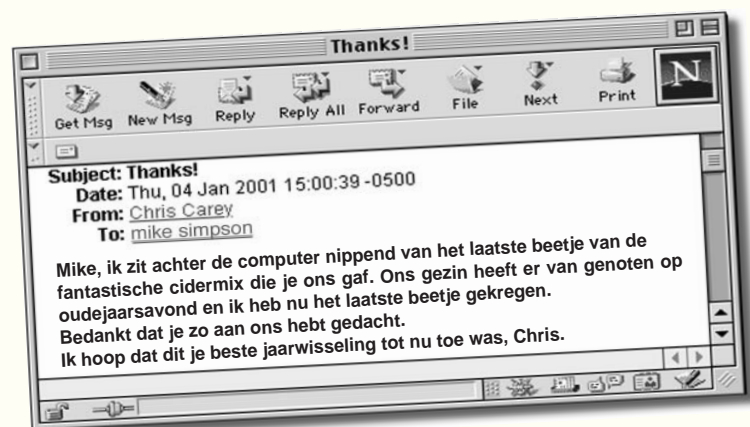 Thanks!
Get Msg New Msg Reply Reply All Forward File Next Print N
Subject: Thanks!
Date: Thu, 04 Jan 2001 15:00:39 -0500
From: Chris Carey
To: mike simpson
Mike, ik zit achter de computer nippend van het laatste beetje van de
fantastische cidermix die je ons gaf. Ons gezin heeft er van genoten op
oudejaarsavond en ik heb nu het laatste beetje gekregen.
Bedankt dat je zo aan ons hebt gedacht.
Ik hoop dat dit je beste jaarwisseling tot nu toe was, Chris.